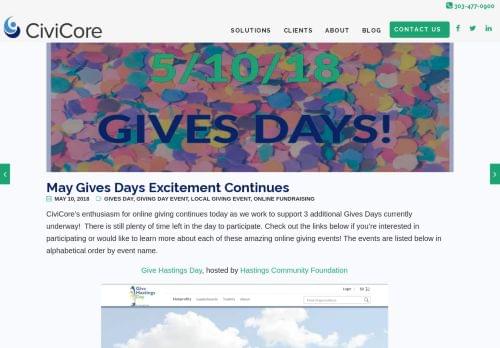 303-477-0900
CiviCore
SOLUTIONS CLIENTS ABOUT BLOG CONTACT US
5/10/18
GIVES DAYS!
May Gives Days Excitement Continues
MAY 10, 2018 GIVES DAY, GIVING DAY EVENT, LOCAL GIVING EVENT, ONLINE FUNDRAISING
CiviCore's enthusiasm for online giving continues today as we work to support 3 additional Gives Days currently
underway! There is still plenty of time left in the day to participate. Check out the links below if you're interested in
participating or would like to learn more about each of these amazing online giving events! The events are listed below in
alphabetical order by event name.
Give Hastings Day, hosted by Hastings Community Foundation
Login $0
Give
Hastings
Day
Nonprofits Leaderboards About